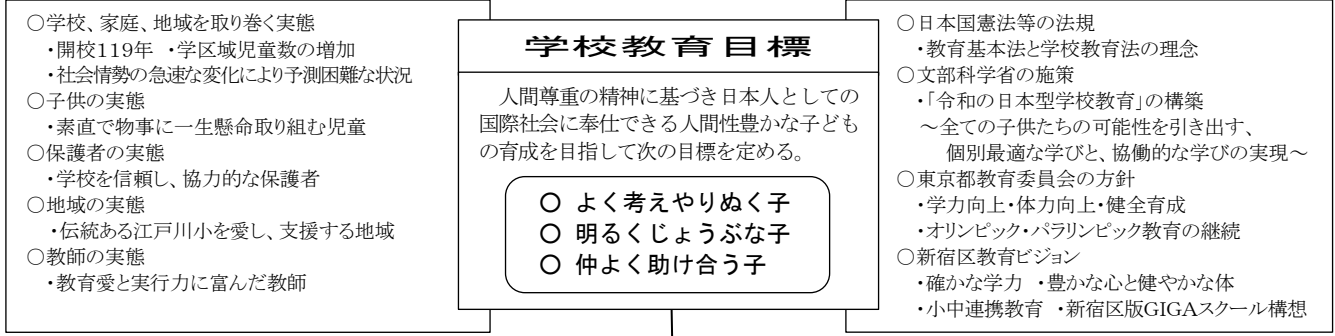 ○学校、家庭、地域を取り巻く実態
・開校119年 ・学区域児童数の増加
・社会情勢の急速な変化により予測困難な状況
○子供の実態
・素直で物事に一生懸命取り組む児童
○保護者の実態
・学校を信頼し、協力的な保護者
○地域の実態
・伝統ある江戸川小を愛し、支援する地域
○教師の実態
・教育愛と実行力に富んだ教師
学校教育目標
人間尊重の精神に基づき日本人としての
国際社会に奉仕できる人間性豊かな子ども
の育成を目指して次の目標を定める。
○ よく考えやりぬく子
○ 明るくじょうぶな子
○ 仲よく助け合う子
○日本国憲法等の法規
・教育基本法と学校教育法の理念
○文部科学省の施策
・「令和の日本型学校教育」の構築
～全ての子供たちの可能性を引き出す、
個別最適な学びと、協働的な学びの実現～
○東京都教育委員会の方針
・学力向上・体力向上・健全育成
・オリンピック・パラリンピック教育の継続
○新宿区教育ビジョン
・確かな学力 ・豊かな心と健やかな体
・小中連携教育 ・新宿区版GIGAスクール構想